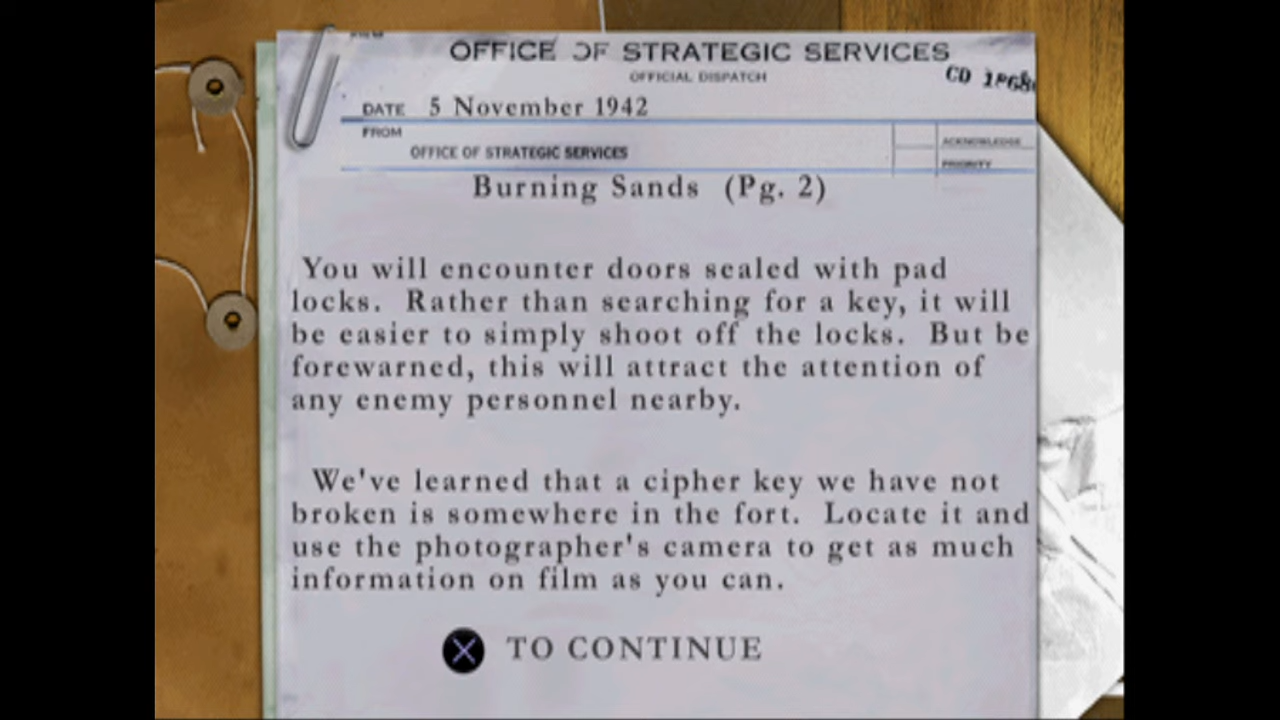 OFFICE OF STRATEGIC SERVICES
OFFICIAL DISPATCH
DATE 5 November 1942
FROM
OFFICE OF STRATEGIC SERVICES
ACKNOWLEDGE
PRIORITY
Burning Sands (Pg. 2)
You will encounter doors sealed with pad
locks. Rather than searching for a key, it will
be easier to simply shoot off the locks. But be
forewarned, this will attract the attention of
any enemy personnel nearby.
We've learned that a cipher key we have not
broken is somewhere in the fort. Locate it and
use the photographer's camera to get as much
information on film as you can.
TO CONTINUE